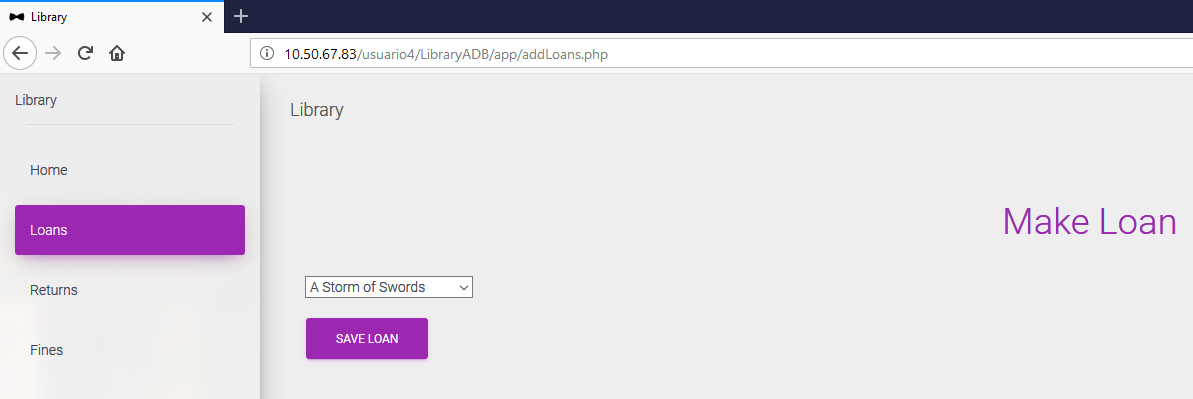 Library
10.50.67.83/usuario4/LibraryADB/app/addLoans.php
Library
Home
Loans
Returns
Fines
Library
Make Loan
A Storm of Swords
SAVE LOAN